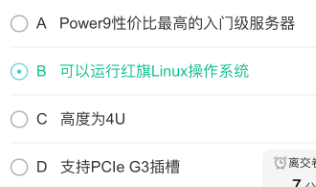 A Power9性价比最高的入门级服务器
B 可以运行红旗Linux操作系统
C 高度为4U
D 支持PCIe G3插槽
离交卷
7